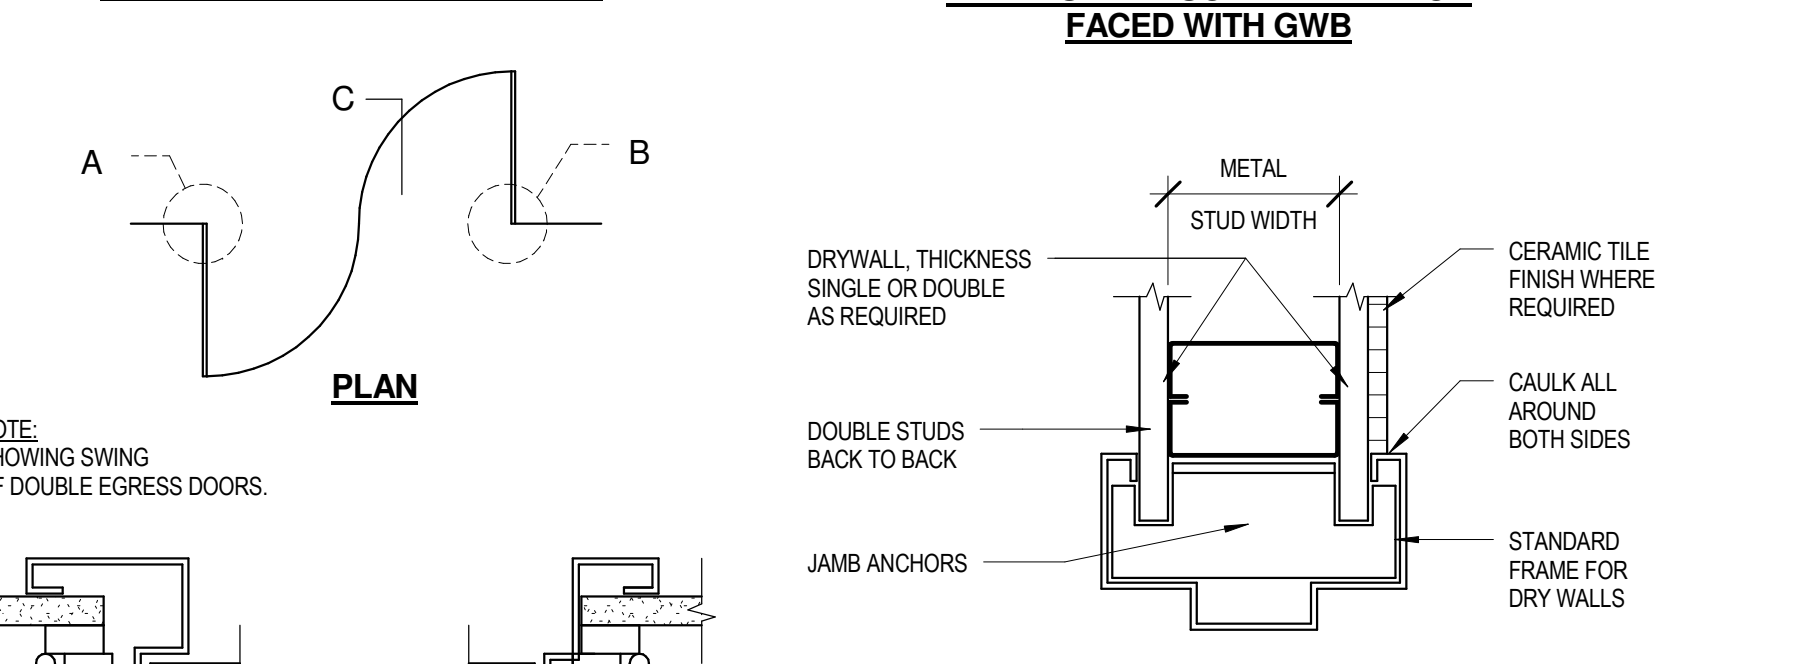 FACED WITH GWB
C
A
B
PLAN
OTE:
HOWING SWING
F DOUBLE EGRESS DOORS.
METAL
STUD WIDTH
DRYWALL, THICKNESS
SINGLE OR DOUBLE
AS REQUIRED
DOUBLE STUDS
BACK TO BACK
JAMB ANCHORS
CERAMIC TILE
FINISH WHERE
REQUIRED
CAULK ALL
AROUND
BOTH SIDES
STANDARD
FRAME FOR
DRY WALLS